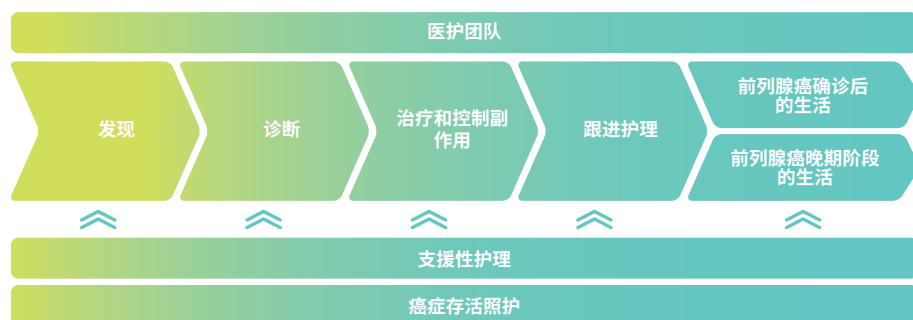 医护团队
发现
诊断
治疗和控制副
作用
跟进护理
前列腺癌确诊后
的生活
前列腺癌晚期阶段
的生活
支援性护理
癌症存活照护